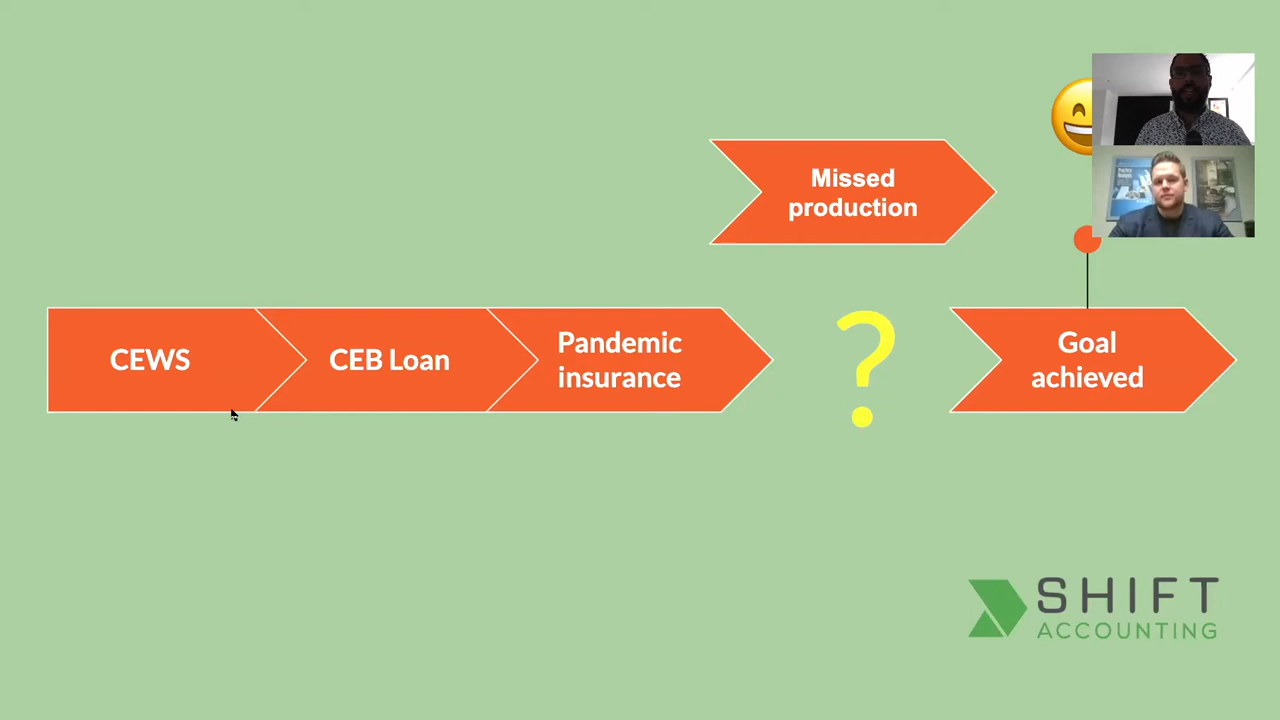 Missed
production
CEWS
CEB Loan
Pandemic
insurance
?
Goal
achieved
SHIFT
ACCOUNTING